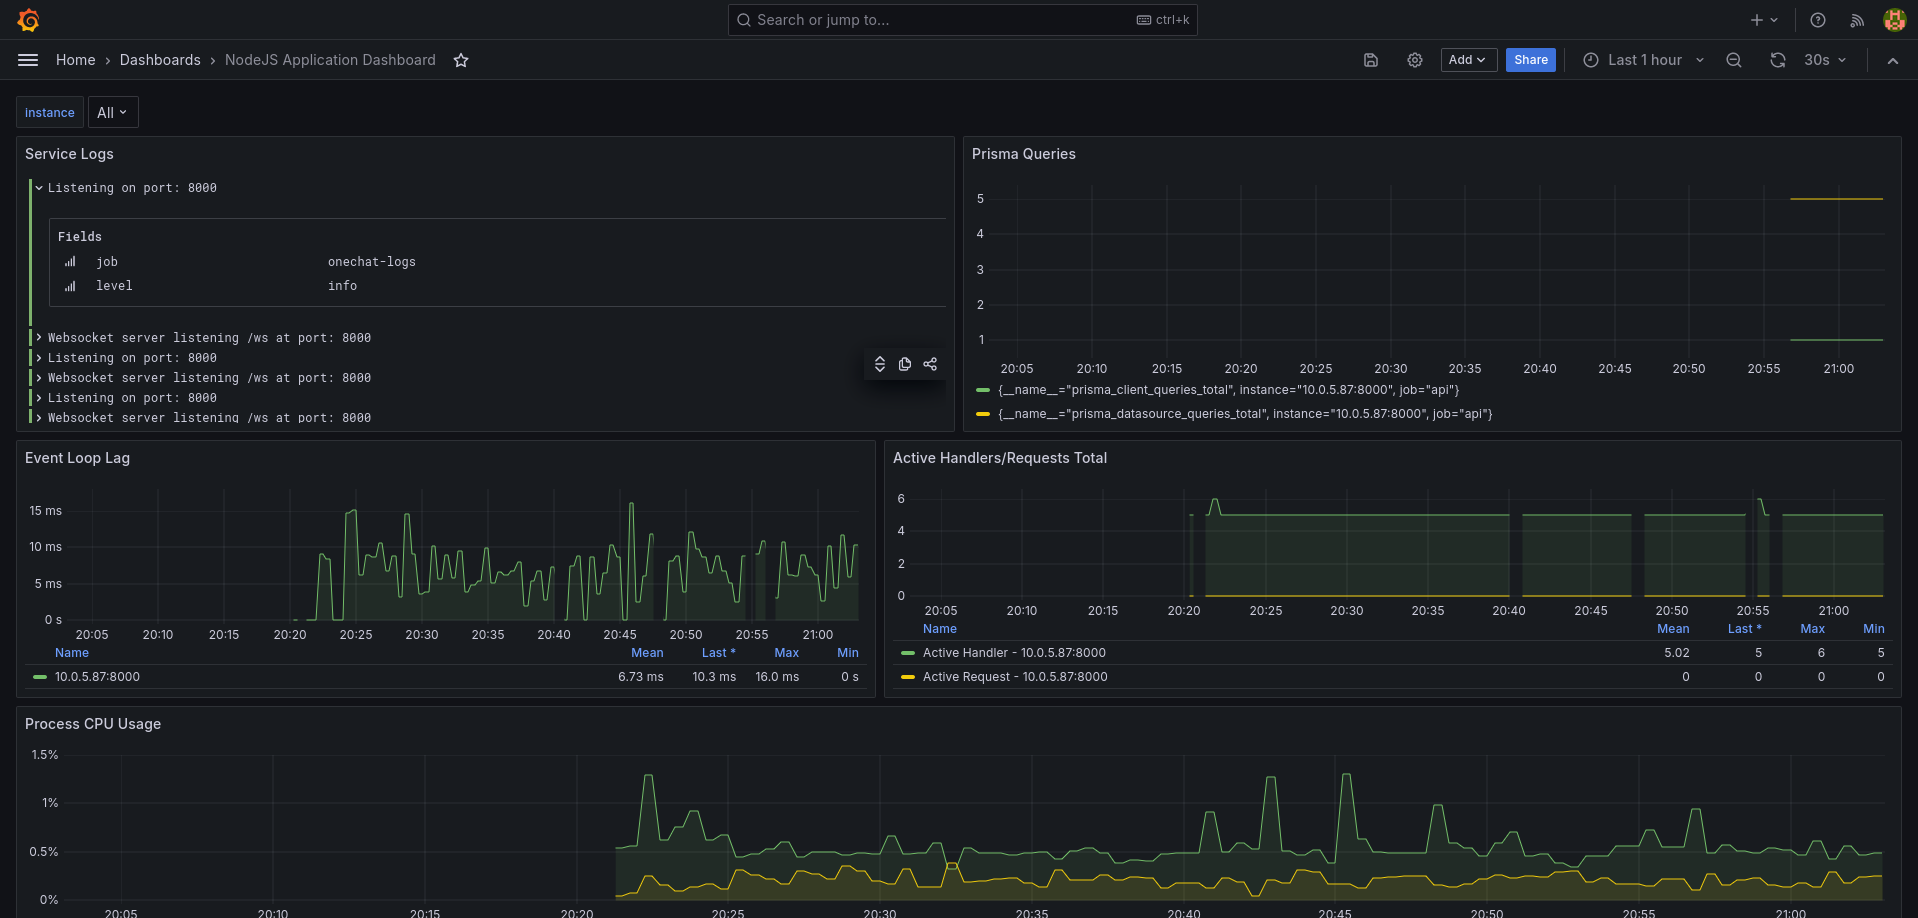 Search or jump to...
ctrl+k
Home › Dashboards › NodeJS Application Dashboard
Add
Share
Last 1 hour
30s
instance
All
Service Logs
Listening on port: 8000
Fields
job onechat-logs
level info
Websocket server listening /ws at port: 8000
Listening on port: 8000
Websocket server listening /ws at port: 8000
Listening on port: 8000
Websocket server listening /ws at port: 8000
Prisma Queries
5
4
3
2
1
20:05 20:10 20:15 20:20 20:25 20:30 20:35 20:40 20:45 20:50 20:55 21:00
{__name__="prisma_client_queries_total", instance="10.0.5.87:8000", job="api"}
{__name__="prisma_datasource_queries_total", instance="10.0.5.87:8000", job="api"}
Event Loop Lag
15 ms
10 ms
5 ms
0 s
20:05 20:10 20:15 20:20 20:25 20:30 20:35 20:40 20:45 20:50 20:55 21:00
Name Mean Last * Max Min
10.0.5.87:8000 6.73 ms 10.3 ms 16.0 ms 0 s
Active Handlers/Requests Total
6
4
2
0
20:05 20:10 20:15 20:20 20:25 20:30 20:35 20:40 20:45 20:50 20:55 21:00
Name Mean Last * Max Min
Active Handler - 10.0.5.87:8000 5.02 5 6 5
Active Request - 10.0.5.87:8000 0 0 0 0
Process CPU Usage
1.5%
1%
0.5%
0%
20:05 20:10 20:15 20:20 20:25 20:30 20:35 20:40 20:45 20:50 20:55 21:00